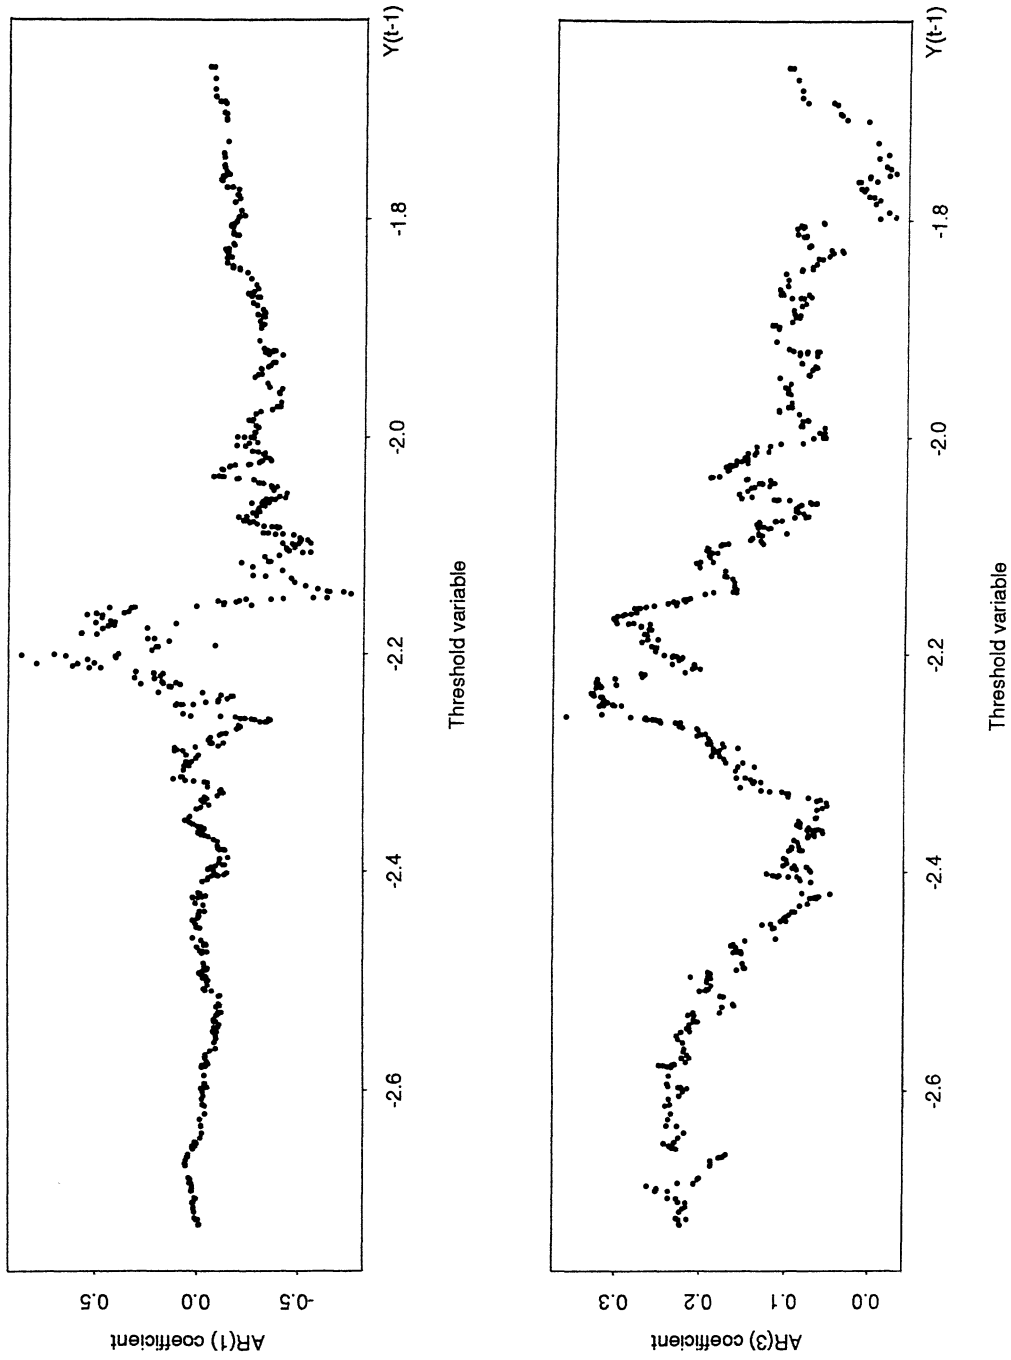 AR(1) coefficient
0.5
0.0
-0.5
-2.6
-2.4
-2.2
-2.0
-1.8
Y(t-1)
Threshold variable
AR(3) coefficient
0.3
0.2
0.1
0.0
-2.6
-2.4
-2.2
-2.0
-1.8
Y(t-1)
Threshold variable